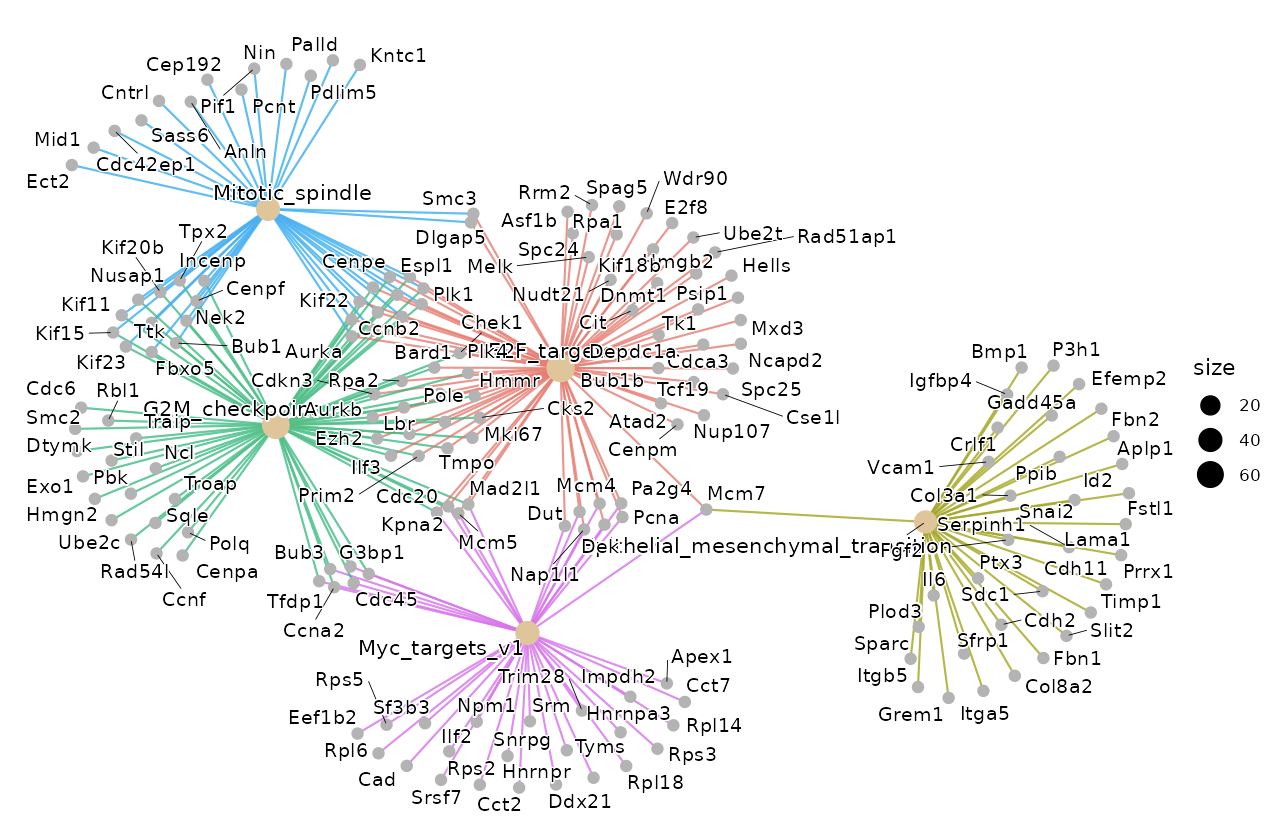 Palld
Nin
Kntc1
Cep192
Cntrl
Pif1
Pcnt
Pdlim5
Sass6
Mid1
Anln
Cdc42ep1
Ect2
Mitotic_spindle
Smc3
Rrm2
Spag5
Wdr90
E2f8
Asf1b
Rpa1
Dlgap5
Ube2t
Rad51ap1
Tpx2
Kif20b
Spc24
Incenp
Cenpe
Espl1
Melk
Kif18b
Hmgb2
Hells
Nusap1
Cenpf
Kif22
Plk1
Nudt21
Dnmt1
Psip1
Kif11
Nek2
Ccnb2
Chek1
Cit
Tk1
Mxd3
Kif15
Ttk
Bub1
Aurka
Bard1
Plk4
E2F_targets
Depdc1a
Cdca3
Ncapd2
Kif23
Fbxo5
Cdkn3
Rpa2
Hmmr
Bub1b
Tcf19
Spc25
Cdc6
Rbl1
G2M_checkpoint
Aurkb
Pole
Cks2
Cse1l
Smc2
Traip
Lbr
Atad2
Nup107
Dtymk
Stil
Ncl
Ezh2
Mki67
Cenpm
Ilf3
Tmpo
Exo1
Pbk
Troap
Prim2
Cdc20
Mad2l1
Mcm4
Pa2g4
Mcm7
Hmgn2
Sqle
Kpna2
Dut
Pcna
Ube2c
Polq
Mcm5
Dek
Epithelial_mesenchymal_transition
Rad54l
Cenpa
Bub3
G3bp1
Nap1l1
Ccnf
Tfdp1
Cdc45
Ccna2
Myc_targets_v1
Bmp1
P3h1
Igfbp4
Efemp2
Gadd45a
Fbn2
Crlf1
Aplp1
Vcam1
Ppib
Id2
Col3a1
Snai2
Fstl1
Serpinh1
Lama1
Fgf2
Ptx3
Cdh11
Prrx1
Il6
Sdc1
Timp1
Plod3
Cdh2
Slit2
Sparc
Sfrp1
Fbn1
Itgb5
Col8a2
Grem1
Itga5
Apex1
Rps5
Trim28
Impdh2
Cct7
Eef1b2
Sf3b3
Npm1
Srm
Hnrnpa3
Rpl14
Rpl6
Ilf2
Snrpg
Tyms
Rps3
Cad
Rps2
Hnrnpr
Rpl18
Srsf7
Cct2
Ddx21
size
20
40
60